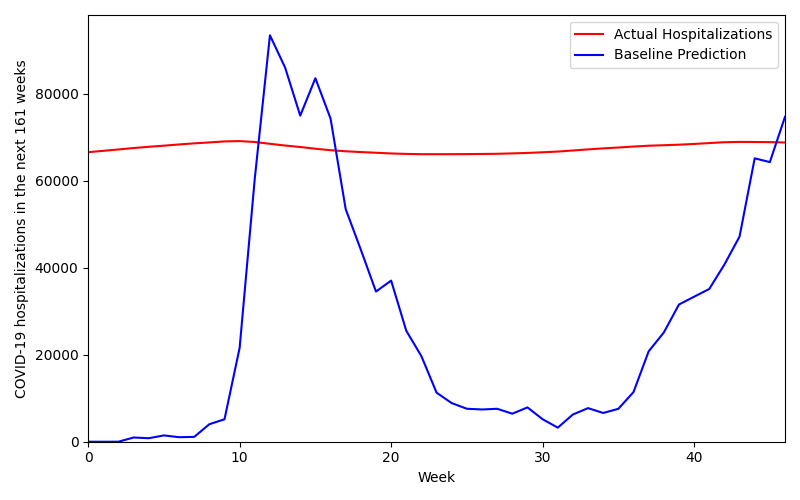 Actual Hospitalizations
Baseline Prediction
COVID-19 hospitalizations in the next 161 weeks
80000
60000
40000
20000
0
0 10 20 30 40
Week